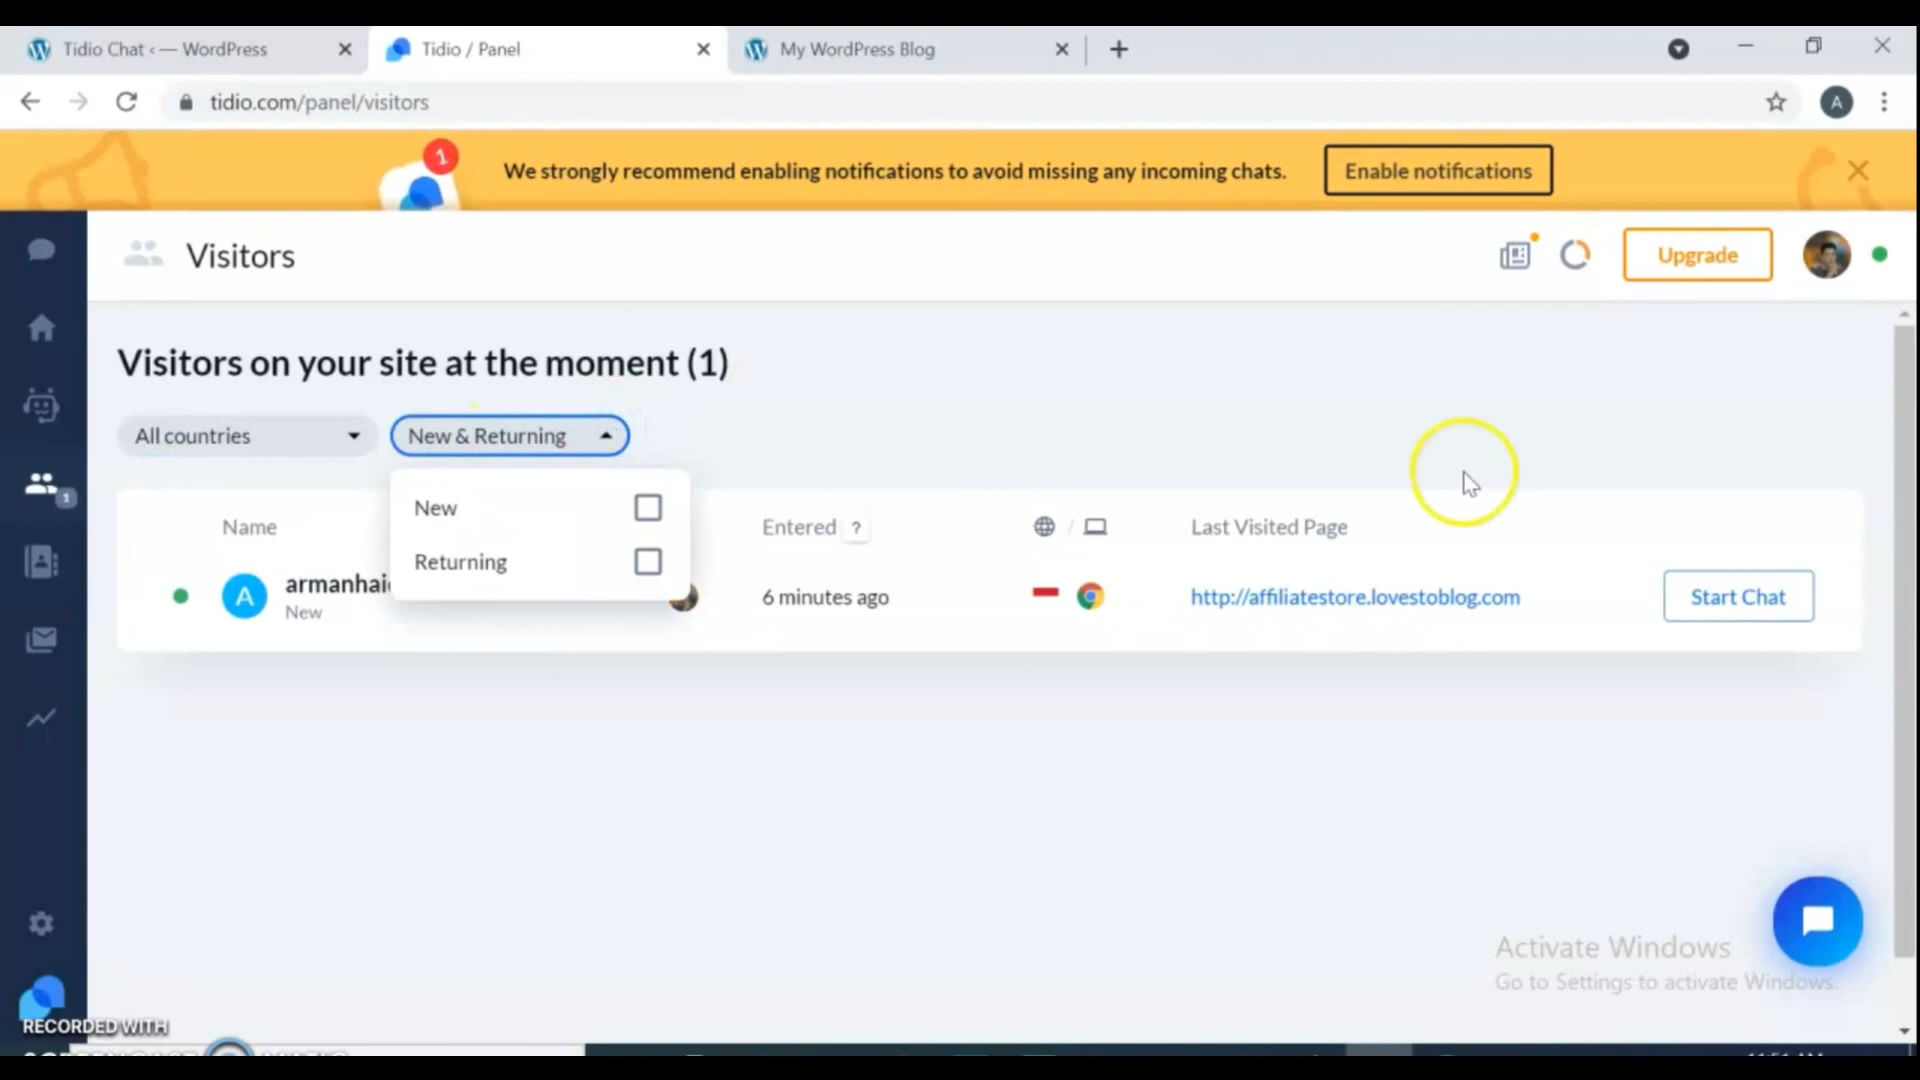 Tidio Chat ‹ — WordPress
Tidio / Panel
My WordPress Blog
tidio.com/panel/visitors
A
1
We strongly recommend enabling notifications to avoid missing any incoming chats.
Enable notifications
Visitors
Upgrade
Visitors on your site at the moment (1)
All countries
New & Returning
1
New
Returning
Name
Entered ?
/
Last Visited Page
A
New
6 minutes ago
http://affiliatestore.lovestoblog.com
Start Chat
Activate Windows
Go to Settings to activate Windows.
RECORDED WITH